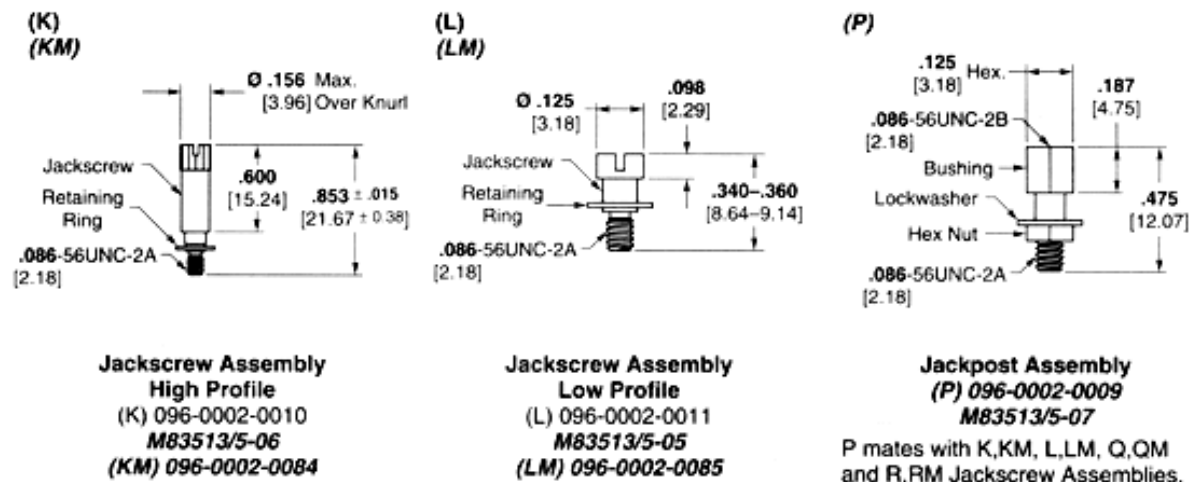 (K)
(KM)
Ø .156 Max.
[3.96] Over Knurl
Jackscrew
Retaining
Ring
.086-56UNC-2A
[2.18]
.600
[15.24]
.853 ± .015
[21.67 ± 0.38]
Jackscrew Assembly
High Profile
(K) 096-0002-0010
M83513/5-06
(KM) 096-0002-0084
(L)
(LM)
Ø .125
[3.18]
.098
[2.29]
Jackscrew
Retaining
Ring
.086-56UNC-2A
[2.18]
.340–.360
[8.64–9.14]
Jackscrew Assembly
Low Profile
(L) 096-0002-0011
M83513/5-05
(LM) 096-0002-0085
(P)
.125 Hex.
[3.18]
.187
[4.75]
.086-56UNC-2B
[2.18]
Bushing
Lockwasher
Hex Nut
.086-56UNC-2A
[2.18]
.475
[12.07]
Jackpost Assembly
(P) 096-0002-0009
M83513/5-07
P mates with K,KM, L,LM, Q,QM
and R,RM Jackscrew Assemblies.